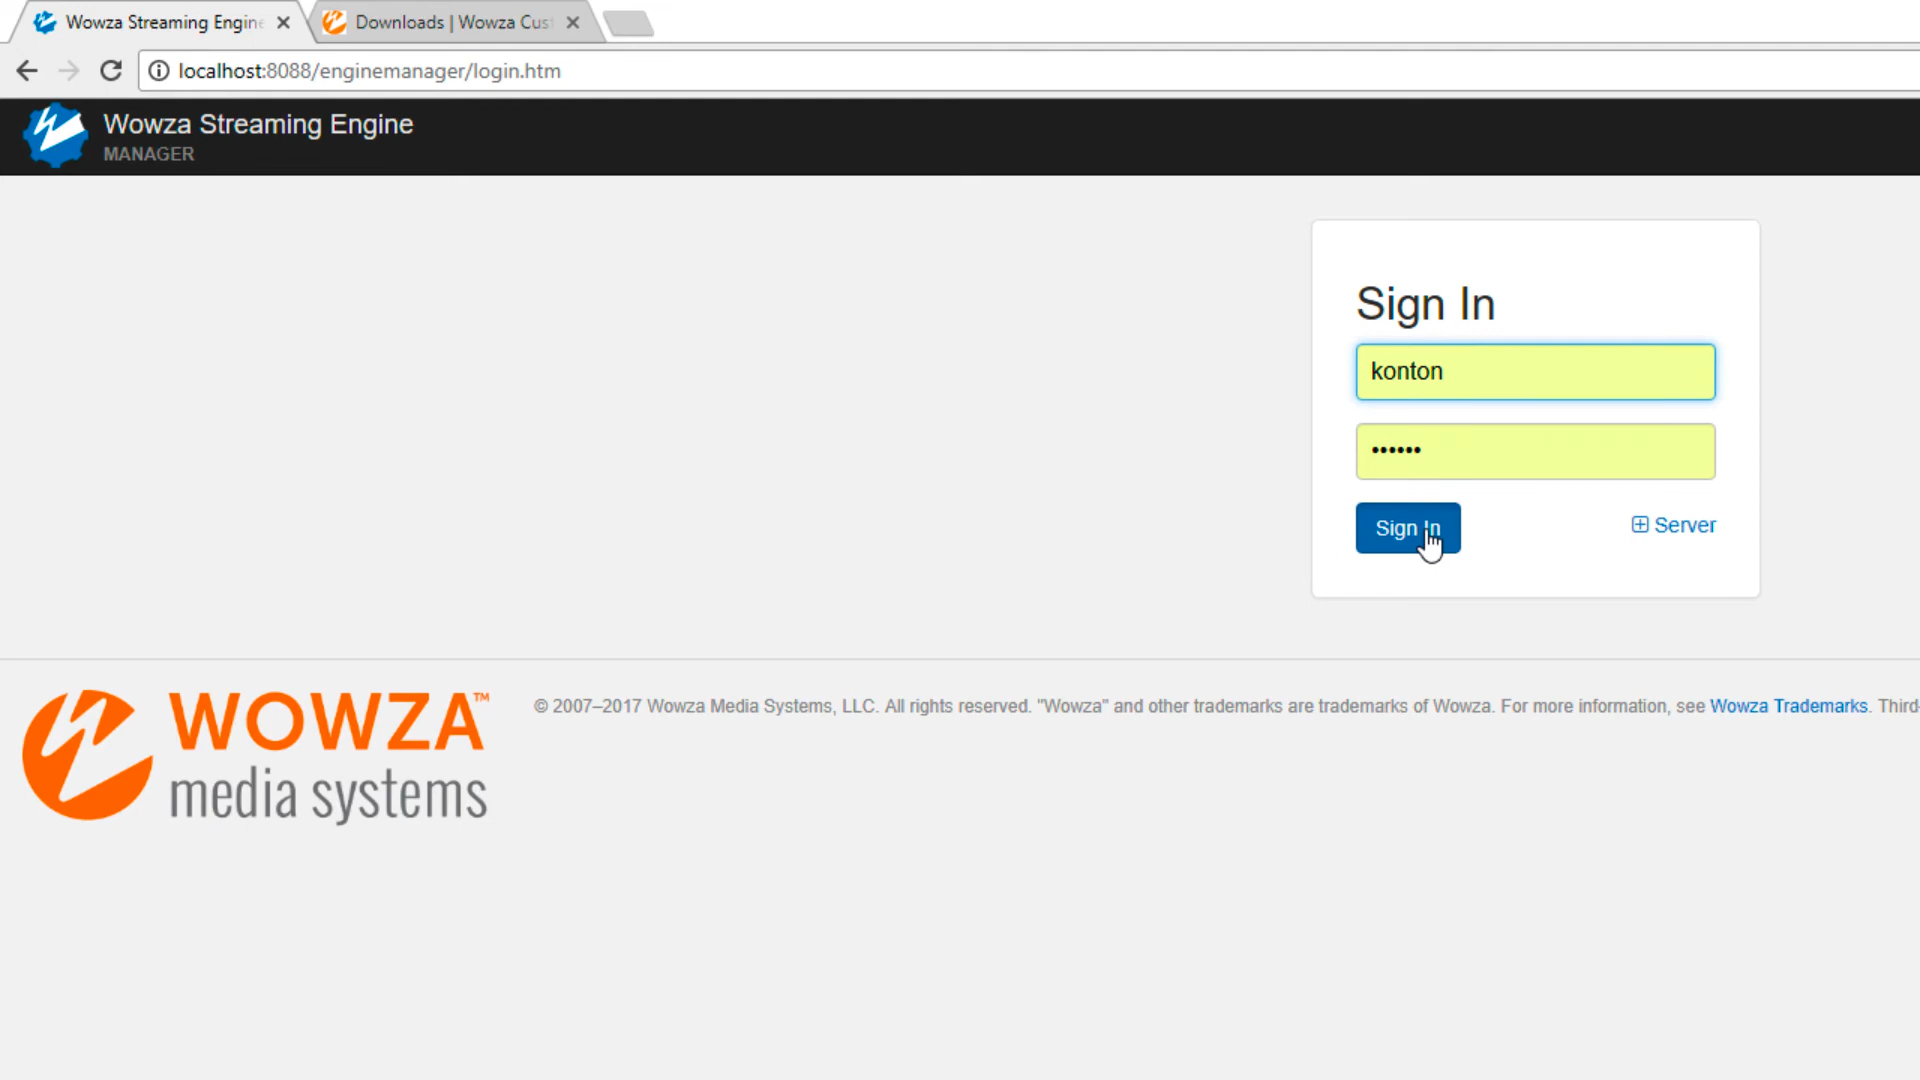 Wowza Streaming Engin
Downloads | Wowza Cus
localhost:8088/enginemanager/login.htm
Wowza Streaming Engine
MANAGER
Sign In
konton
••••••
Sign In
Server
WOWZA™
media systems
© 2007–2017 Wowza Media Systems, LLC. All rights reserved. "Wowza" and other trademarks are trademarks of Wowza. For more information, see Wowza Trademarks. Third-